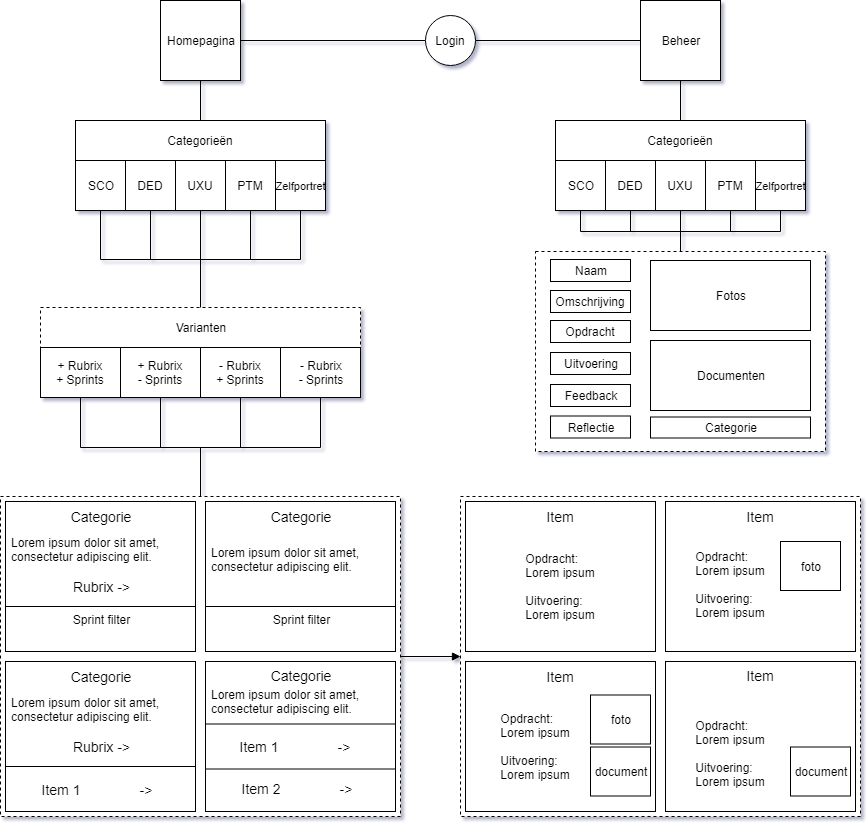 Homepagina
Login
Beheer
Categorieën
SCO
DED
UXU
PTM
Zelfportret
Categorieën
SCO
DED
UXU
PTM
Zelfportret
Naam
Omschrijving
Opdracht
Uitvoering
Feedback
Reflectie
Fotos
Documenten
Categorie
Varianten
+ Rubrix
+ Sprints
+ Rubrix
- Sprints
- Rubrix
+ Sprints
- Rubrix
- Sprints
Categorie
Lorem ipsum dolor sit amet,
consectetur adipiscing elit.
Rubrix ->
Sprint filter
Categorie
Lorem ipsum dolor sit amet,
consectetur adipiscing elit.
Sprint filter
Categorie
Lorem ipsum dolor sit amet,
consectetur adipiscing elit.
Rubrix ->
Item 1 ->
Categorie
Lorem ipsum dolor sit amet,
consectetur adipiscing elit.
Item 1 ->
Item 2 ->
Item
Opdracht:
Lorem ipsum
Uitvoering:
Lorem ipsum
Item
Opdracht:
Lorem ipsum
Uitvoering:
Lorem ipsum
foto
Item
Opdracht:
Lorem ipsum
Uitvoering:
Lorem ipsum
foto
document
Item
Opdracht:
Lorem ipsum
Uitvoering:
Lorem ipsum
document